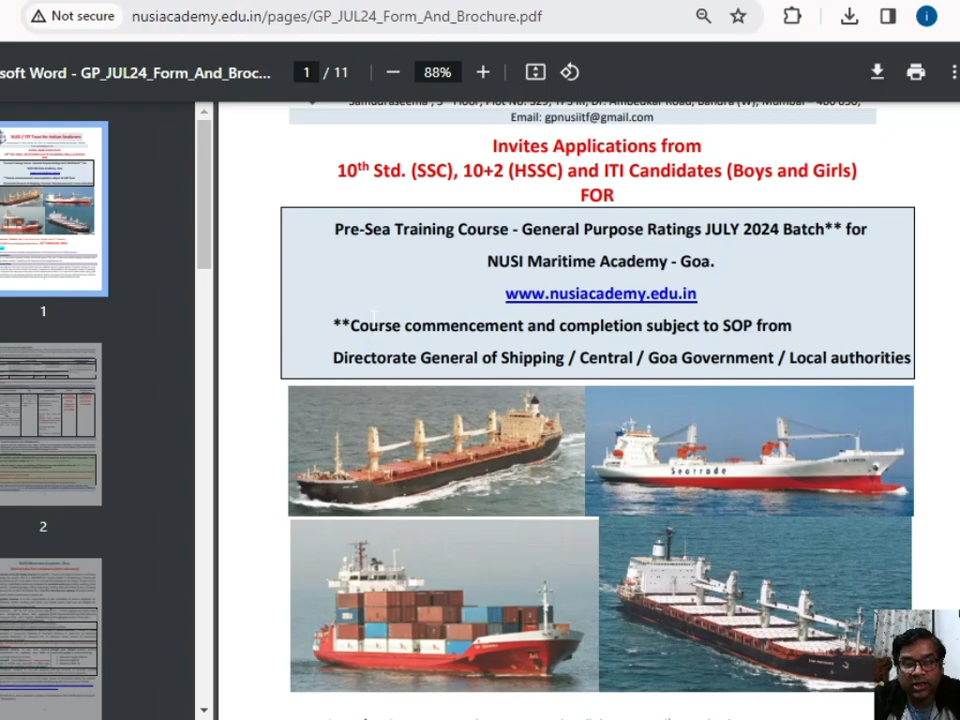 Not secure
nusiacademy.edu.in/pages/GP_JUL24_Form_And_Brochure.pdf
i
soft Word - GP_JUL24_Form_And_Broc...
1 / 11
88%
Samudraseema, 3rd Floor, Plot No. 329, TPS III, Dr. Ambedkar Road, Bandra (W), Mumbai - 400 050,
Email: gpnusiitf@gmail.com
Invites Applications from
10th Std. (SSC), 10+2 (HSSC) and ITI Candidates (Boys and Girls)
FOR
Pre-Sea Training Course - General Purpose Ratings JULY 2024 Batch** for
NUSI Maritime Academy - Goa.
www.nusiacademy.edu.in
**Course commencement and completion subject to SOP from
Directorate General of Shipping / Central / Goa Government / Local authorities
Seatrade
1
2